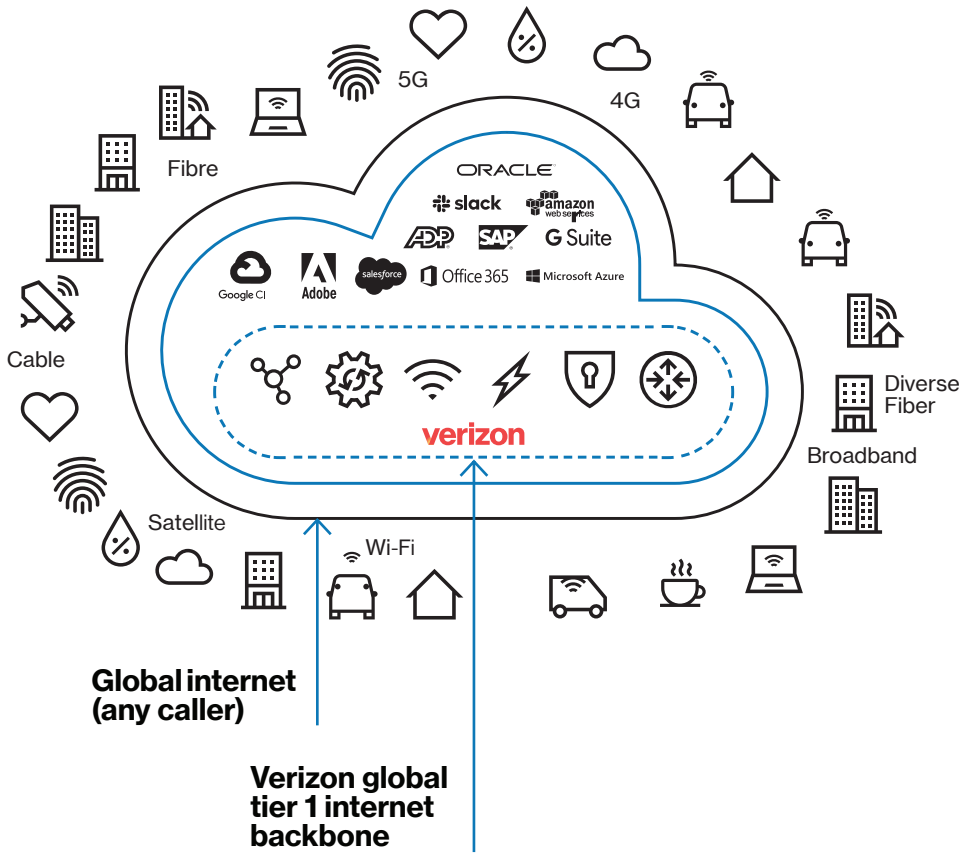 5G
4G
Fibre
ORACLE
slack
amazon
web services
ADP
SAP
G Suite
Google CI
Adobe
salesforce
Office 365
Microsoft Azure
Cable
Diverse
Fiber
verizon
Broadband
Satellite
Wi-Fi
Global internet
(any caller)
Verizon global
tier 1 internet
backbone